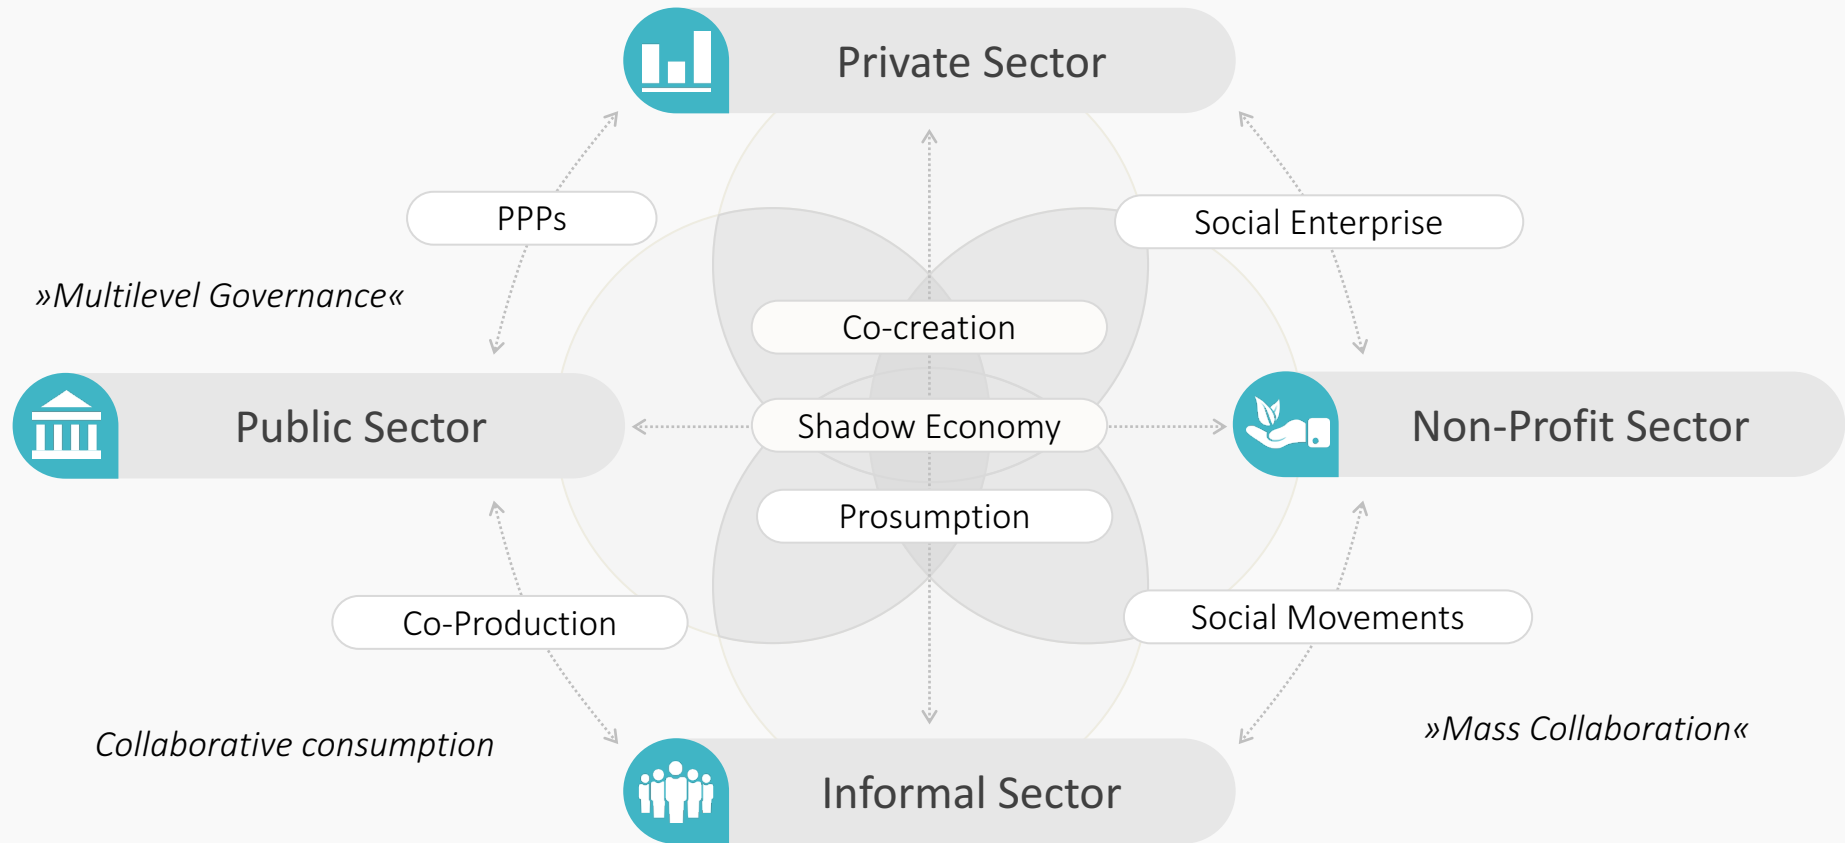 Private Sector
PPPs
Social Enterprise
»Multilevel Governance«
Co-creation
Public Sector
Shadow Economy
Non-Profit Sector
Prosumption
Co-Production
Social Movements
Collaborative consumption
»Mass Collaboration«
Informal Sector